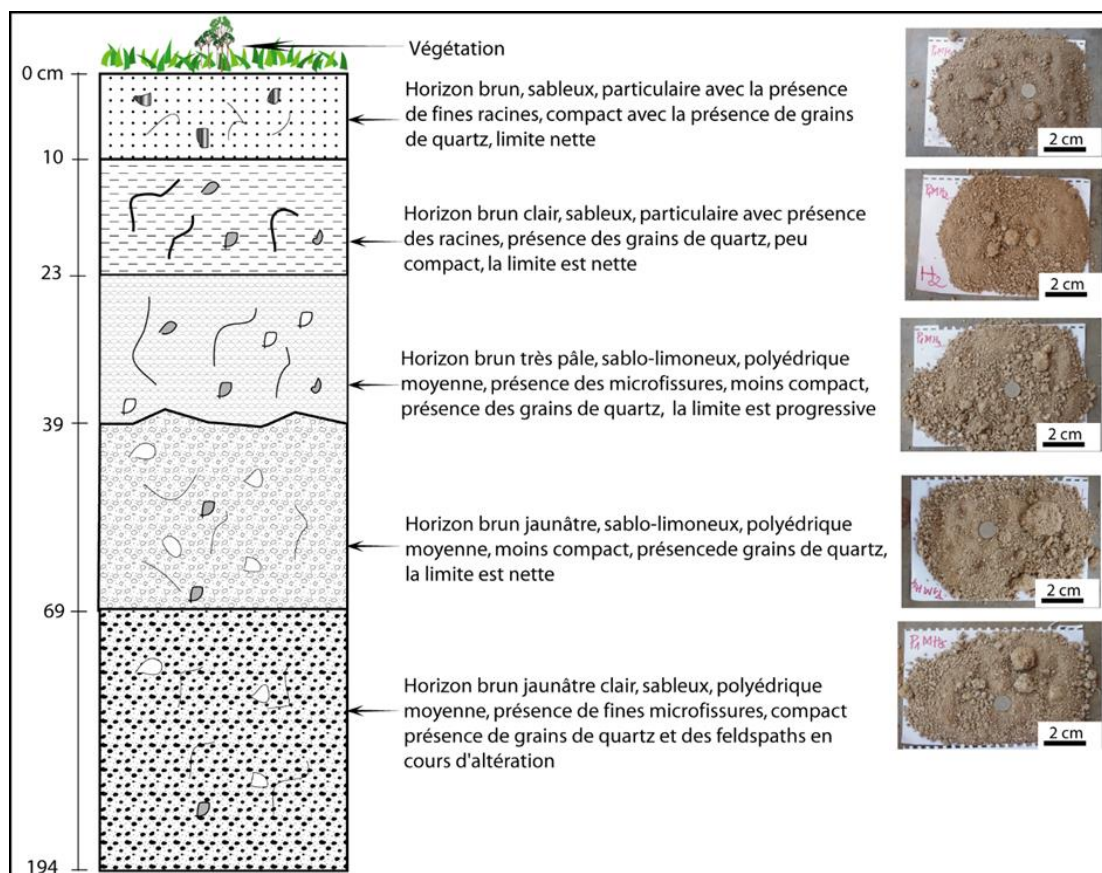 Végétation
0 cm
Horizon brun, sableux, particulaire avec la présence
de fines racines, compact avec la présence de grains
de quartz, limite nette
2 cm
10
Horizon brun clair, sableux, particulaire avec présence
des racines, présence des grains de quartz, peu
compact, la limite est nette
H2
2 cm
23
Horizon brun très pâle, sablo-limoneux, polyédrique
moyenne, présence des microfissures, moins compact,
présence des grains de quartz, la limite est progressive
2 cm
39
Horizon brun jaunâtre, sablo-limoneux, polyédrique
moyenne, moins compact, présencede grains de quartz,
la limite est nette
2 cm
69
P1MH5
Horizon brun jaunâtre clair, sableux, polyédrique
moyenne, présence de fines microfissures, compact
présence de grains de quartz et des feldspaths en
cours d'altération
2 cm
194